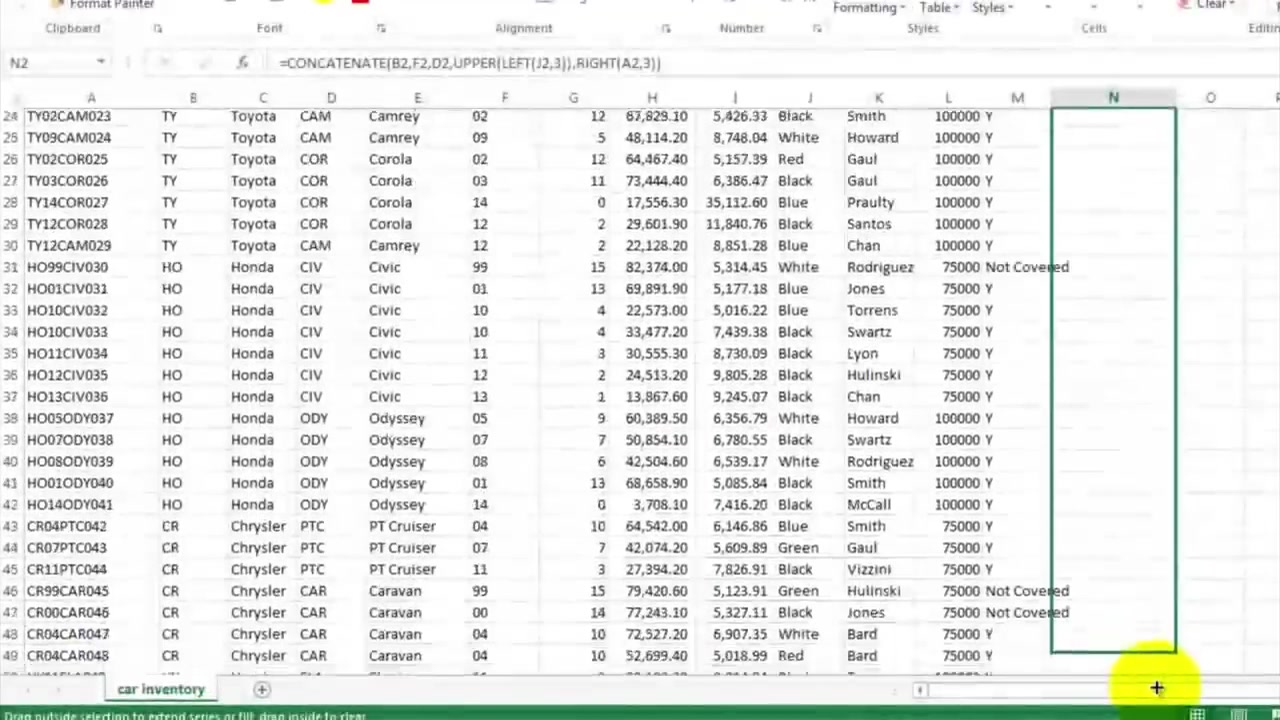 Format Painter
Formatting Table Styles Clear
Clipboard Font Alignment Number Styles Cells
N2 fx =CONCATENATE(B2,F2,D2,UPPER(LEFT(J2,3)),RIGHT(A2,3))
A B C D E F G H I J K L M N O
24 TY02CAM023 TY Toyota CAM Camrey 02 12 67,829.10 5,426.33 Black Smith 100000 Y
25 TY09CAM024 TY Toyota CAM Camrey 09 5 48,114.20 8,748.04 White Howard 100000 Y
26 TY02COR025 TY Toyota COR Corola 02 12 64,467.40 5,157.39 Red Gaul 100000 Y
27 TY03COR026 TY Toyota COR Corola 03 11 73,444.40 6,386.47 Black Gaul 100000 Y
28 TY14COR027 TY Toyota COR Corola 14 0 17,556.30 35,112.60 Blue Praulty 100000 Y
29 TY12COR028 TY Toyota COR Corola 12 2 29,601.90 11,840.76 Black Santos 100000 Y
30 TY12CAM029 TY Toyota CAM Camrey 12 2 22,128.20 8,851.28 Blue Chan 100000 Y
31 HO99CIV030 HO Honda CIV Civic 99 15 82,374.00 5,314.45 White Rodriguez 75000 Not Covered
32 HO01CIV031 HO Honda CIV Civic 01 13 69,891.90 5,177.18 Blue Jones 75000 Y
33 HO10CIV032 HO Honda CIV Civic 10 4 22,573.00 5,016.22 Blue Torrens 75000 Y
34 HO10CIV033 HO Honda CIV Civic 10 4 33,477.20 7,439.38 Black Swartz 75000 Y
35 HO11CIV034 HO Honda CIV Civic 11 3 30,555.30 8,730.09 Black Lyon 75000 Y
36 HO12CIV035 HO Honda CIV Civic 12 2 24,513.20 9,805.28 Black Hulinski 75000 Y
37 HO13CIV036 HO Honda CIV Civic 13 1 13,867.60 9,245.07 Black Chan 75000 Y
38 HO05ODY037 HO Honda ODY Odyssey 05 9 60,389.50 6,356.79 White Howard 100000 Y
39 HO07ODY038 HO Honda ODY Odyssey 07 7 50,854.10 6,780.55 Black Swartz 100000 Y
40 HO08ODY039 HO Honda ODY Odyssey 08 6 42,504.60 6,539.17 White Rodriguez 100000 Y
41 HO01ODY040 HO Honda ODY Odyssey 01 13 68,658.90 5,085.84 Black Smith 100000 Y
42 HO14ODY041 HO Honda ODY Odyssey 14 0 3,708.10 7,416.20 Black McCall 100000 Y
43 CR04PTC042 CR Chrysler PTC PT Cruiser 04 10 64,542.00 6,146.86 Blue Smith 75000 Y
44 CR07PTC043 CR Chrysler PTC PT Cruiser 07 7 42,074.20 5,609.89 Green Gaul 75000 Y
45 CR11PTC044 CR Chrysler PTC PT Cruiser 11 3 27,394.20 7,826.91 Black Vizzini 75000 Y
46 CR99CAR045 CR Chrysler CAR Caravan 99 15 79,420.60 5,123.91 Green Hulinski 75000 Not Covered
47 CR00CAR046 CR Chrysler CAR Caravan 00 14 77,243.10 5,327.11 Black Jones 75000 Not Covered
48 CR04CAR047 CR Chrysler CAR Caravan 04 10 72,527.20 6,907.35 White Bard 75000 Y
49 CR04CAR048 CR Chrysler CAR Caravan 04 10 52,699.40 5,018.99 Red Bard 75000 Y
car inventory
Drag outside selection to extend series or fill; drag inside to clear